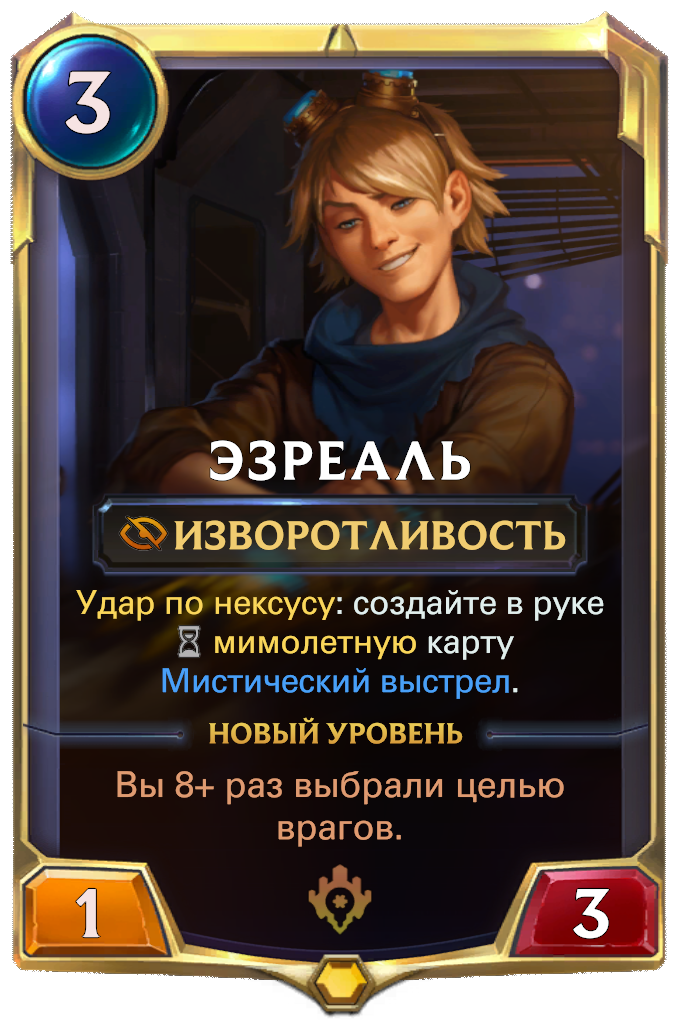 3
ЭЗРЕАЛЬ
ИЗВОРОТЛИВОСТЬ
Удар по нексусу: создайте в руке
мимолетную карту
Мистический выстрел.
НОВЫЙ УРОВЕНЬ
Вы 8+ раз выбрали целью
врагов.
1
3